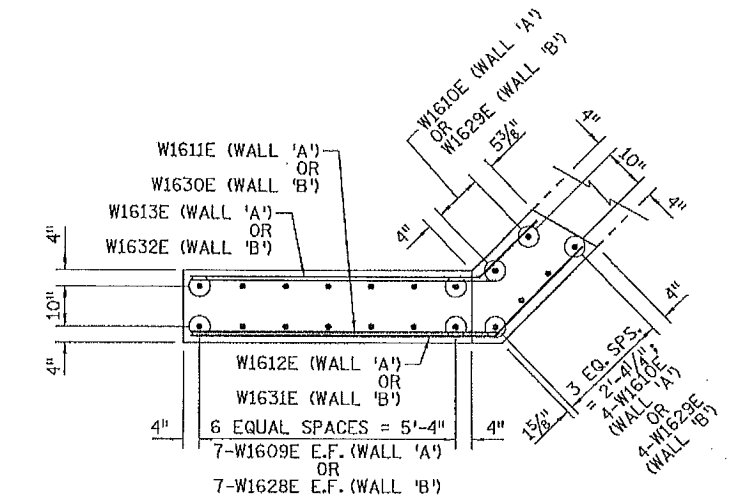 W1610E (WALL 'A')
OR
W1629E (WALL 'B')
5⅜"
4"
10"
4"
4"
W1611E (WALL 'A')
OR
W1630E (WALL 'B')
W1613E (WALL 'A')
OR
W1632E (WALL 'B')
4"
10"
4"
W1612E (WALL 'A')
OR
W1631E (WALL 'B')
4"
6 EQUAL SPACES = 5'-4"
4"
7-W1609E E.F. (WALL 'A')
OR
7-W1628E E.F. (WALL 'B')
1⅝"
3 EQ. SPS.
= 2'-4¼";
4-W1610E
(WALL 'A')
OR
4-W1629E
(WALL 'B')
4"